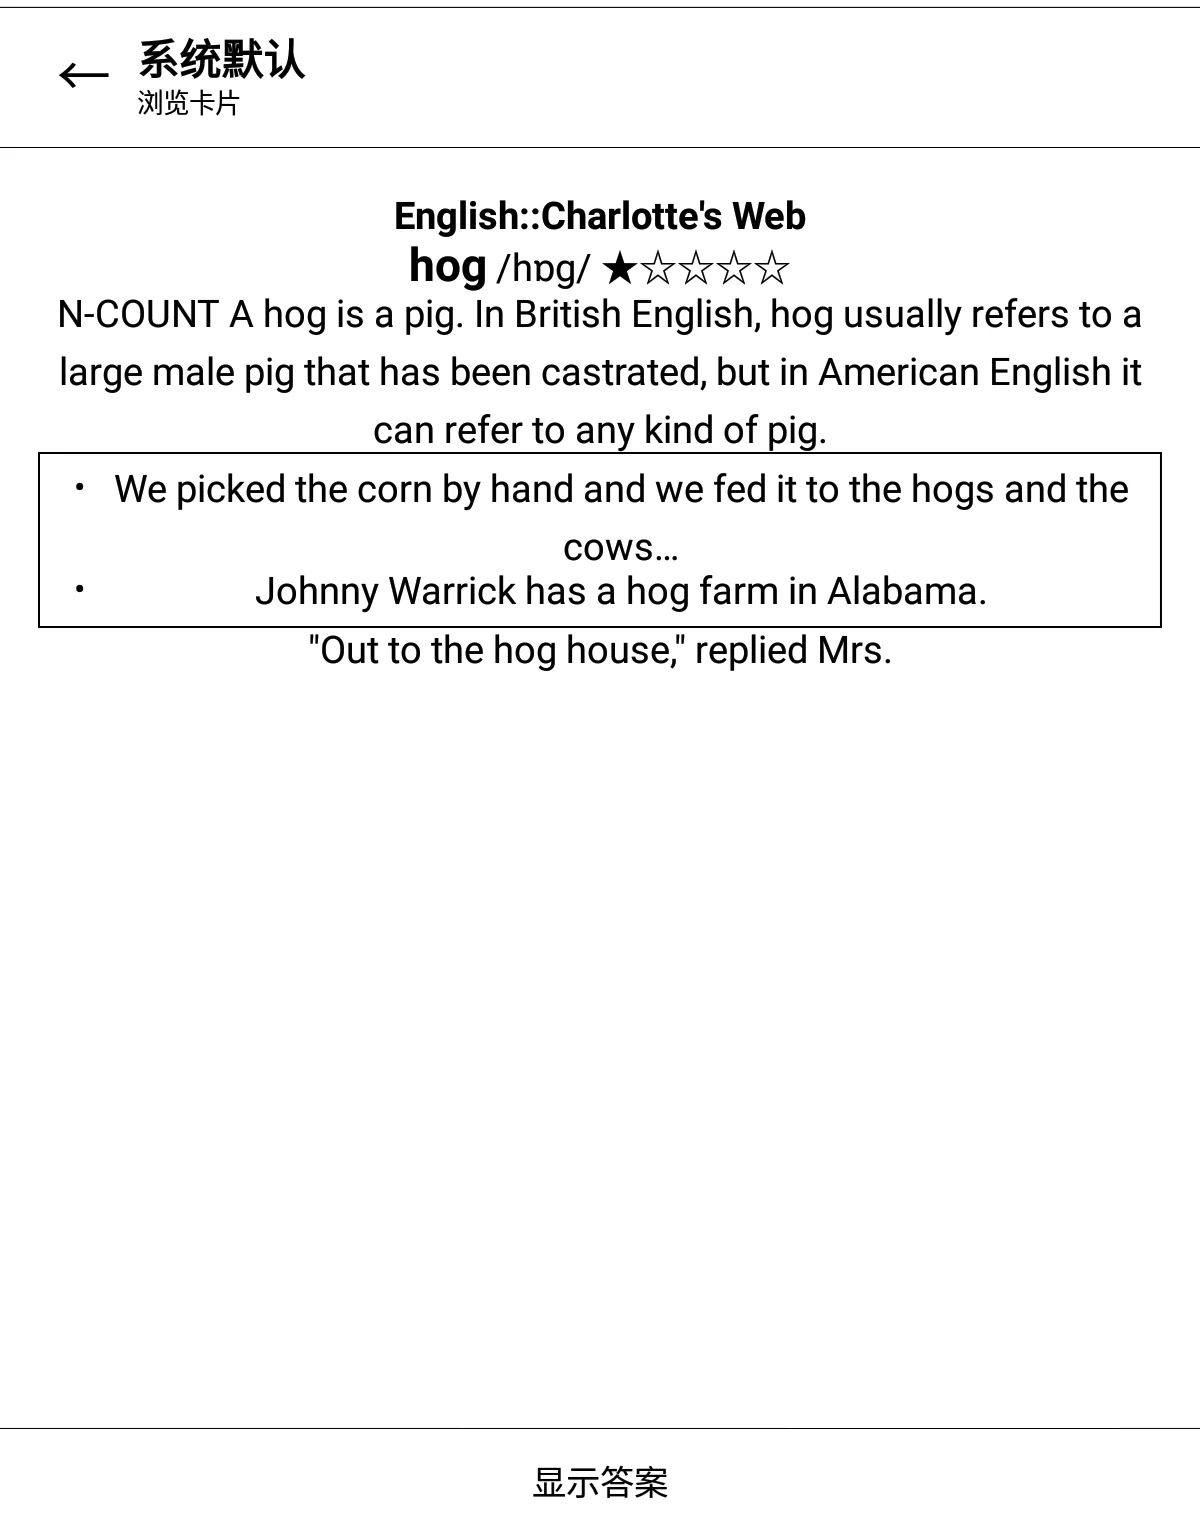 系统默认
浏览卡片
English::Charlotte's Web
hog /hɒg/ ★☆☆☆☆
N-COUNT A hog is a pig. In British English, hog usually refers to a
large male pig that has been castrated, but in American English it
can refer to any kind of pig.
• We picked the corn by hand and we fed it to the hogs and the
cows…
• Johnny Warrick has a hog farm in Alabama.
"Out to the hog house," replied Mrs.
显示答案